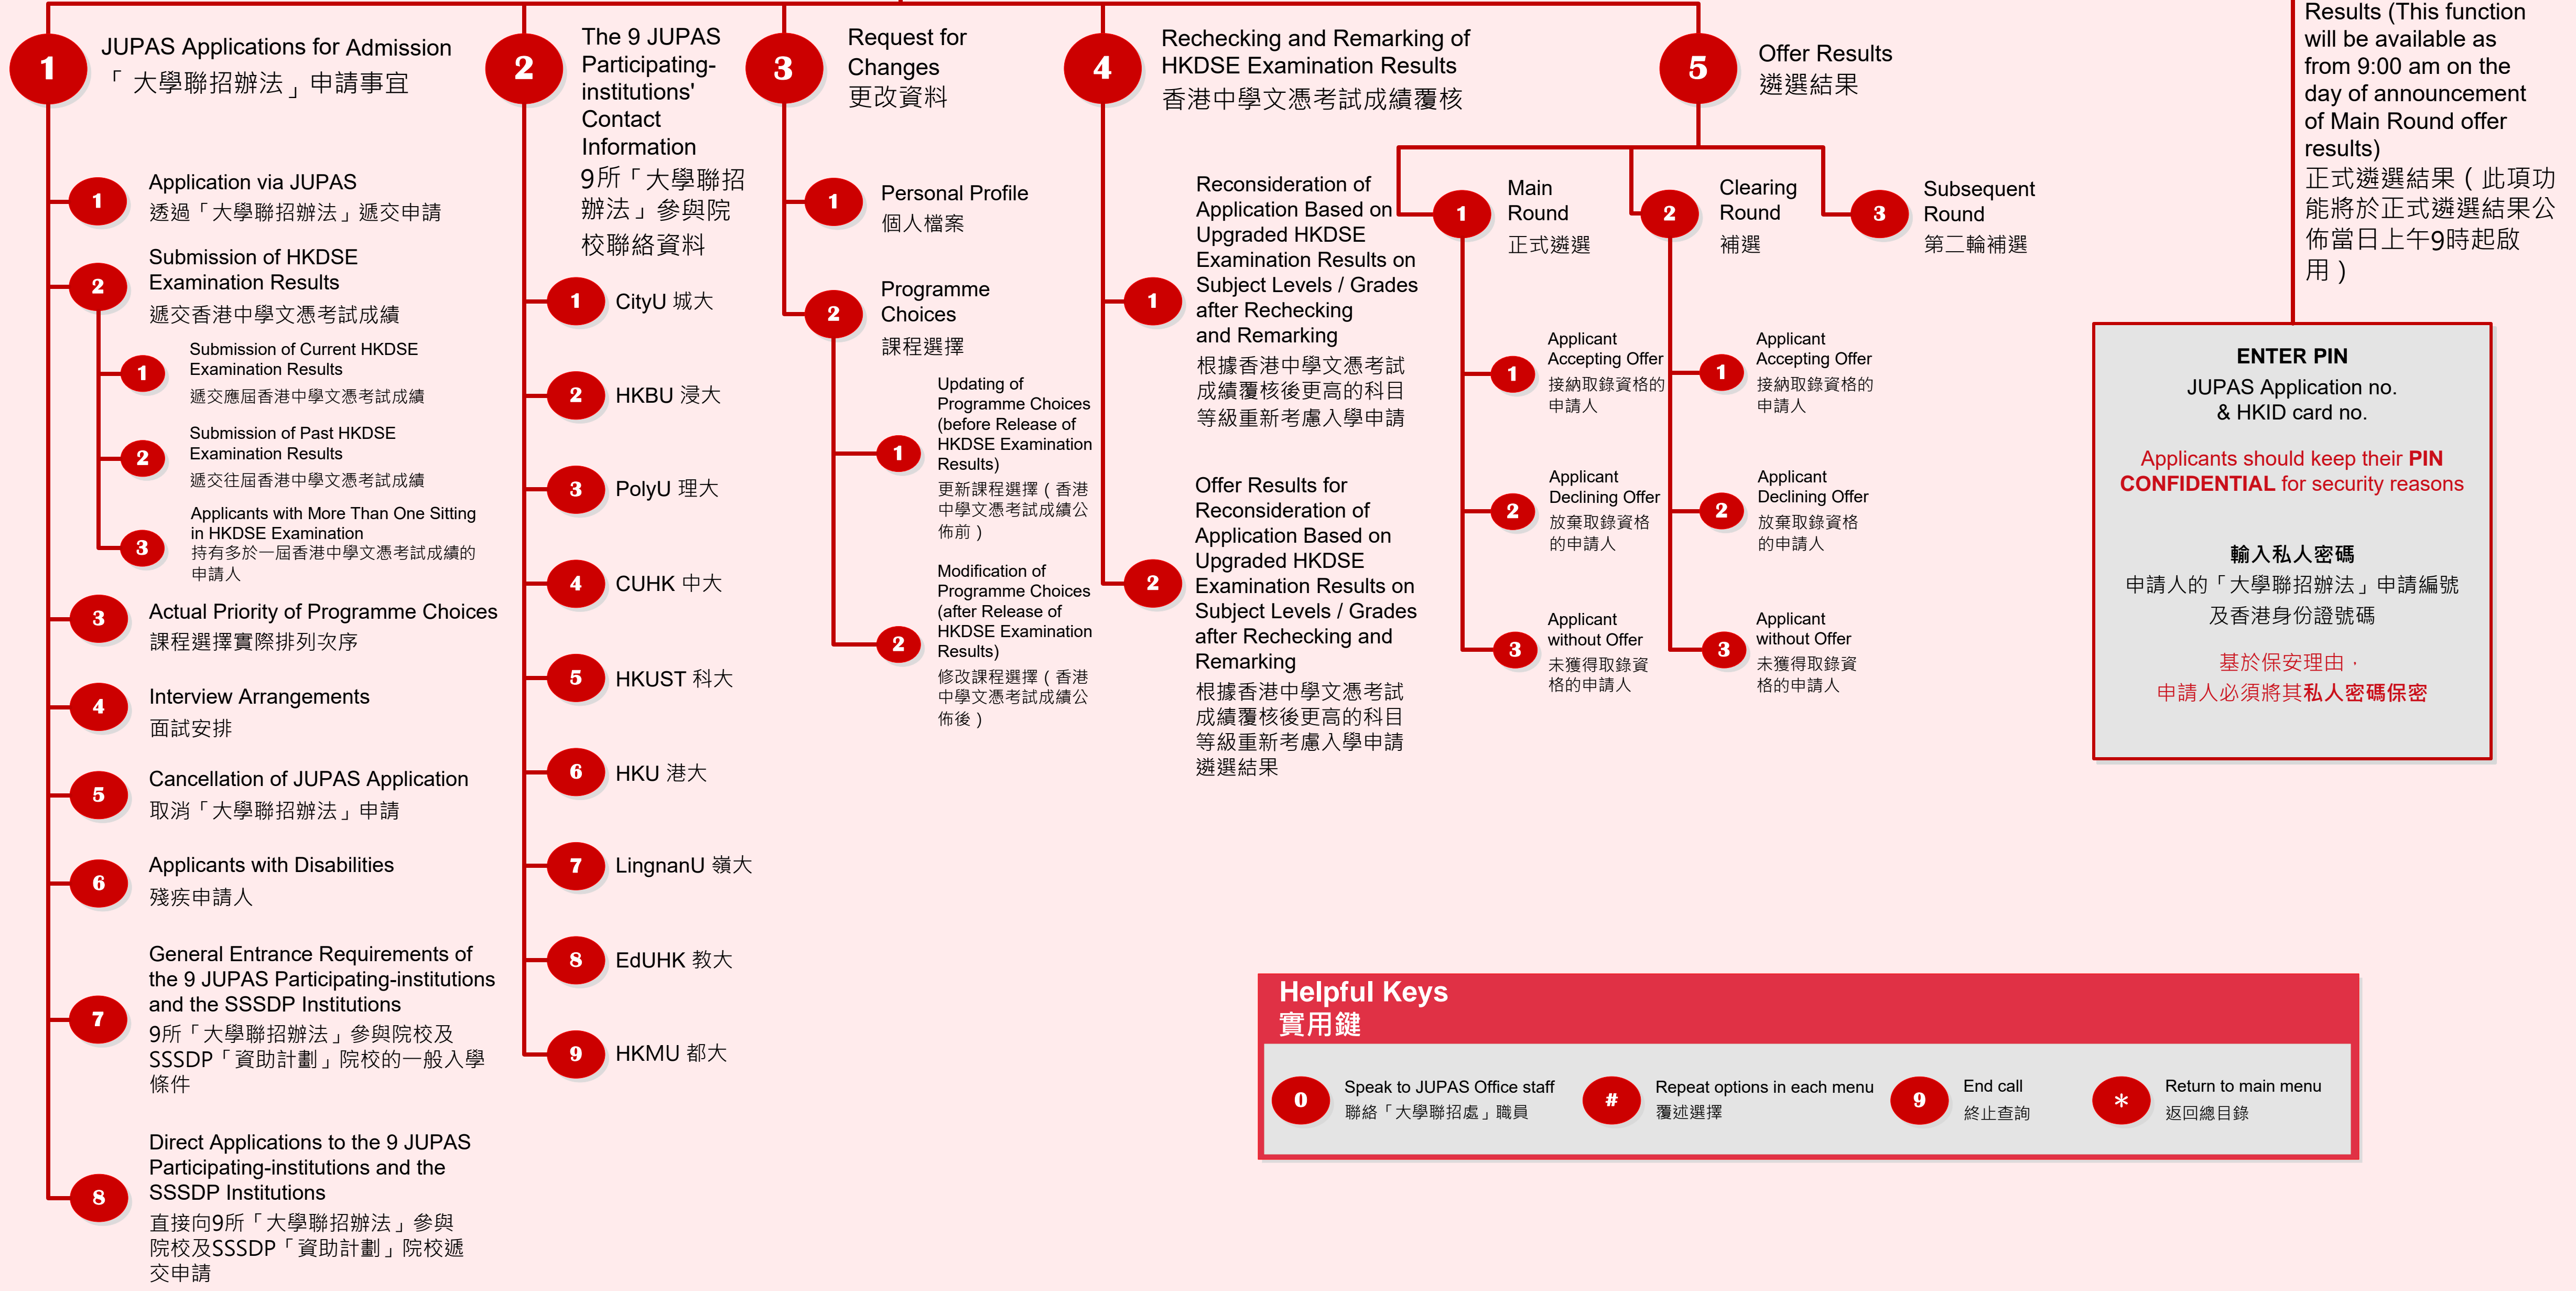 1
JUPAS Applications for Admission
「 大學聯招辦法」申請事宜
1
Application via JUPAS
透過「大學聯招辦法」遞交申請
2
Submission of HKDSE
Examination Results
遞交香港中學文憑考試成績
1
Submission of Current HKDSE
Examination Results
遞交應屆香港中學文憑考試成績
2
Submission of Past HKDSE
Examination Results
遞交往屆香港中學文憑考試成績
3
Applicants with More Than One Sitting
in HKDSE Examination
持有多於一屆香港中學文憑考試成績的
申請人
3
Actual Priority of Programme Choices
課程選擇實際排列次序
4
Interview Arrangements
面試安排
5
Cancellation of JUPAS Application
取消「大學聯招辦法」申請
6
Applicants with Disabilities
殘疾申請人
7
General Entrance Requirements of
the 9 JUPAS Participating-institutions
and the SSSDP Institutions
9所「大學聯招辦法」參與院校及
SSSDP「資助計劃」院校的一般入學
條件
8
Direct Applications to the 9 JUPAS
Participating-institutions and the
SSSDP Institutions
直接向9所「大學聯招辦法」參與
院校及SSSDP「資助計劃」院校遞
交申請
2
The 9 JUPAS
Participating-
institutions'
Contact
Information
9所「大學聯招
辦法」參與院
校聯絡資料
1
CityU 城大
2
HKBU 浸大
3
PolyU 理大
4
CUHK 中大
5
HKUST 科大
6
HKU 港大
7
LingnanU 嶺大
8
EdUHK 教大
9
HKMU 都大
3
Request for
Changes
更改資料
1
Personal Profile
個人檔案
2
Programme
Choices
課程選擇
1
Updating of
Programme Choices
(before Release of
HKDSE Examination
Results)
更新課程選擇（香港
中學文憑考試成績公
佈前）
2
Modification of
Programme Choices
(after Release of
HKDSE Examination
Results)
修改課程選擇（香港
中學文憑考試成績公
佈後）
4
Rechecking and Remarking of
HKDSE Examination Results
香港中學文憑考試成績覆核
1
Reconsideration of
Application Based on
Upgraded HKDSE
Examination Results on
Subject Levels / Grades
after Rechecking
and Remarking
根據香港中學文憑考試
成績覆核後更高的科目
等級重新考慮入學申請
2
Offer Results for
Reconsideration of
Application Based on
Upgraded HKDSE
Examination Results on
Subject Levels / Grades
after Rechecking and
Remarking
根據香港中學文憑考試
成績覆核後更高的科目
等級重新考慮入學申請
遴選結果
5
Offer Results
遴選結果
1
Main
Round
正式遴選
1
Applicant
Accepting Offer
接納取錄資格的
申請人
2
Applicant
Declining Offer
放棄取錄資格
的申請人
3
Applicant
without Offer
未獲得取錄資
格的申請人
2
Clearing
Round
補選
1
Applicant
Accepting Offer
接納取錄資格的
申請人
2
Applicant
Declining Offer
放棄取錄資格
的申請人
3
Applicant
without Offer
未獲得取錄資
格的申請人
3
Subsequent
Round
第二輪補選
Results (This function
will be available as
from 9:00 am on the
day of announcement
of Main Round offer
results)
正式遴選結果（此項功
能將於正式遴選結果公
佈當日上午9時起啟
用）
ENTER PIN
JUPAS Application no.
& HKID card no.
Applicants should keep their PIN
CONFIDENTIAL for security reasons
輸入私人密碼
申請人的「大學聯招辦法」申請編號
及香港身份證號碼
基於保安理由，
申請人必須將其私人密碼保密
Helpful Keys
實用鍵
0
Speak to JUPAS Office staff
聯絡「大學聯招處」職員
#
Repeat options in each menu
覆述選擇
9
End call
終止查詢
*
Return to main menu
返回總目錄